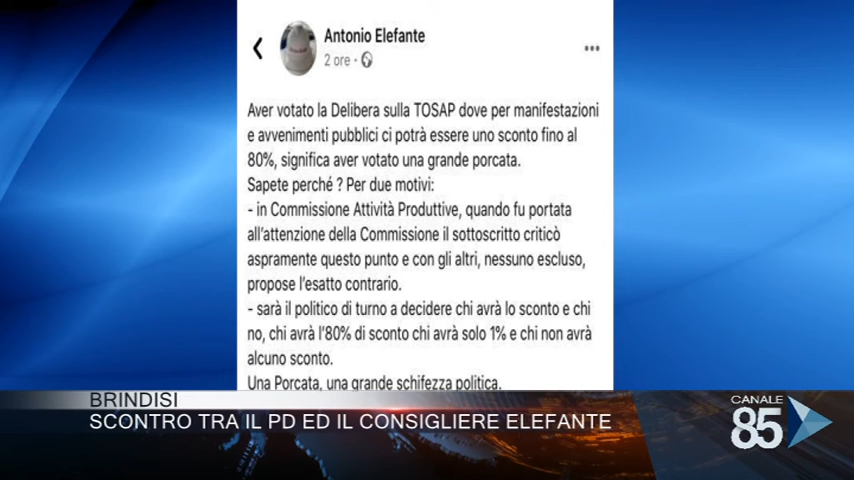 Antonio Elefante
2 ore ·
Aver votato la Delibera sulla TOSAP dove per manifestazioni
e avvenimenti pubblici ci potrà essere uno sconto fino al
80%, significa aver votato una grande porcata.
Sapete perché ? Per due motivi:
- in Commissione Attività Produttive, quando fu portata
all'attenzione della Commissione il sottoscritto criticò
aspramente questo punto e con gli altri, nessuno escluso,
propose l'esatto contrario.
- sarà il politico di turno a decidere chi avrà lo sconto e chi
no, chi avrà l'80% di sconto chi avrà solo 1% e chi non avrà
alcuno sconto.
Una Porcata, una grande schifezza politica.
BRINDISI
SCONTRO TRA IL PD ED IL CONSIGLIERE ELEFANTE
CANALE
85